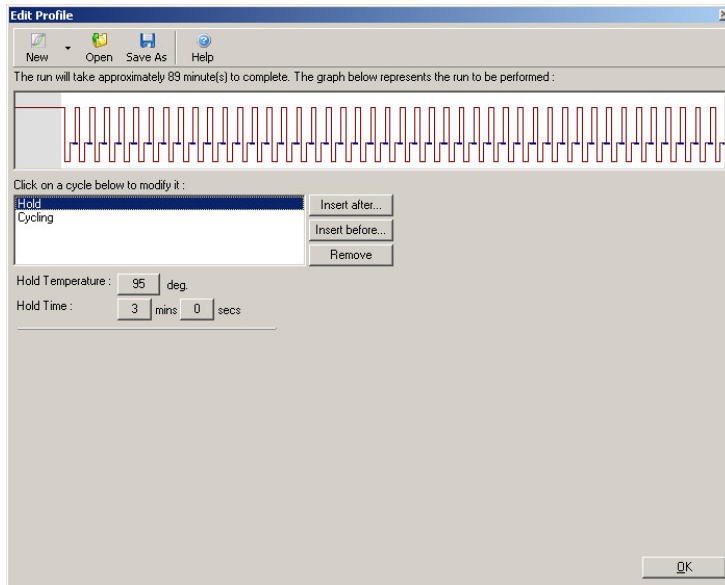 Edit Profile
New Open Save As Help
The run will take approximately 89 minute(s) to complete. The graph below represents the run to be performed :
Click on a cycle below to modify it :
Hold
Cycling
Insert after...
Insert before...
Remove
Hold Temperature : 95 deg.
Hold Time : 3 mins 0 secs
OK